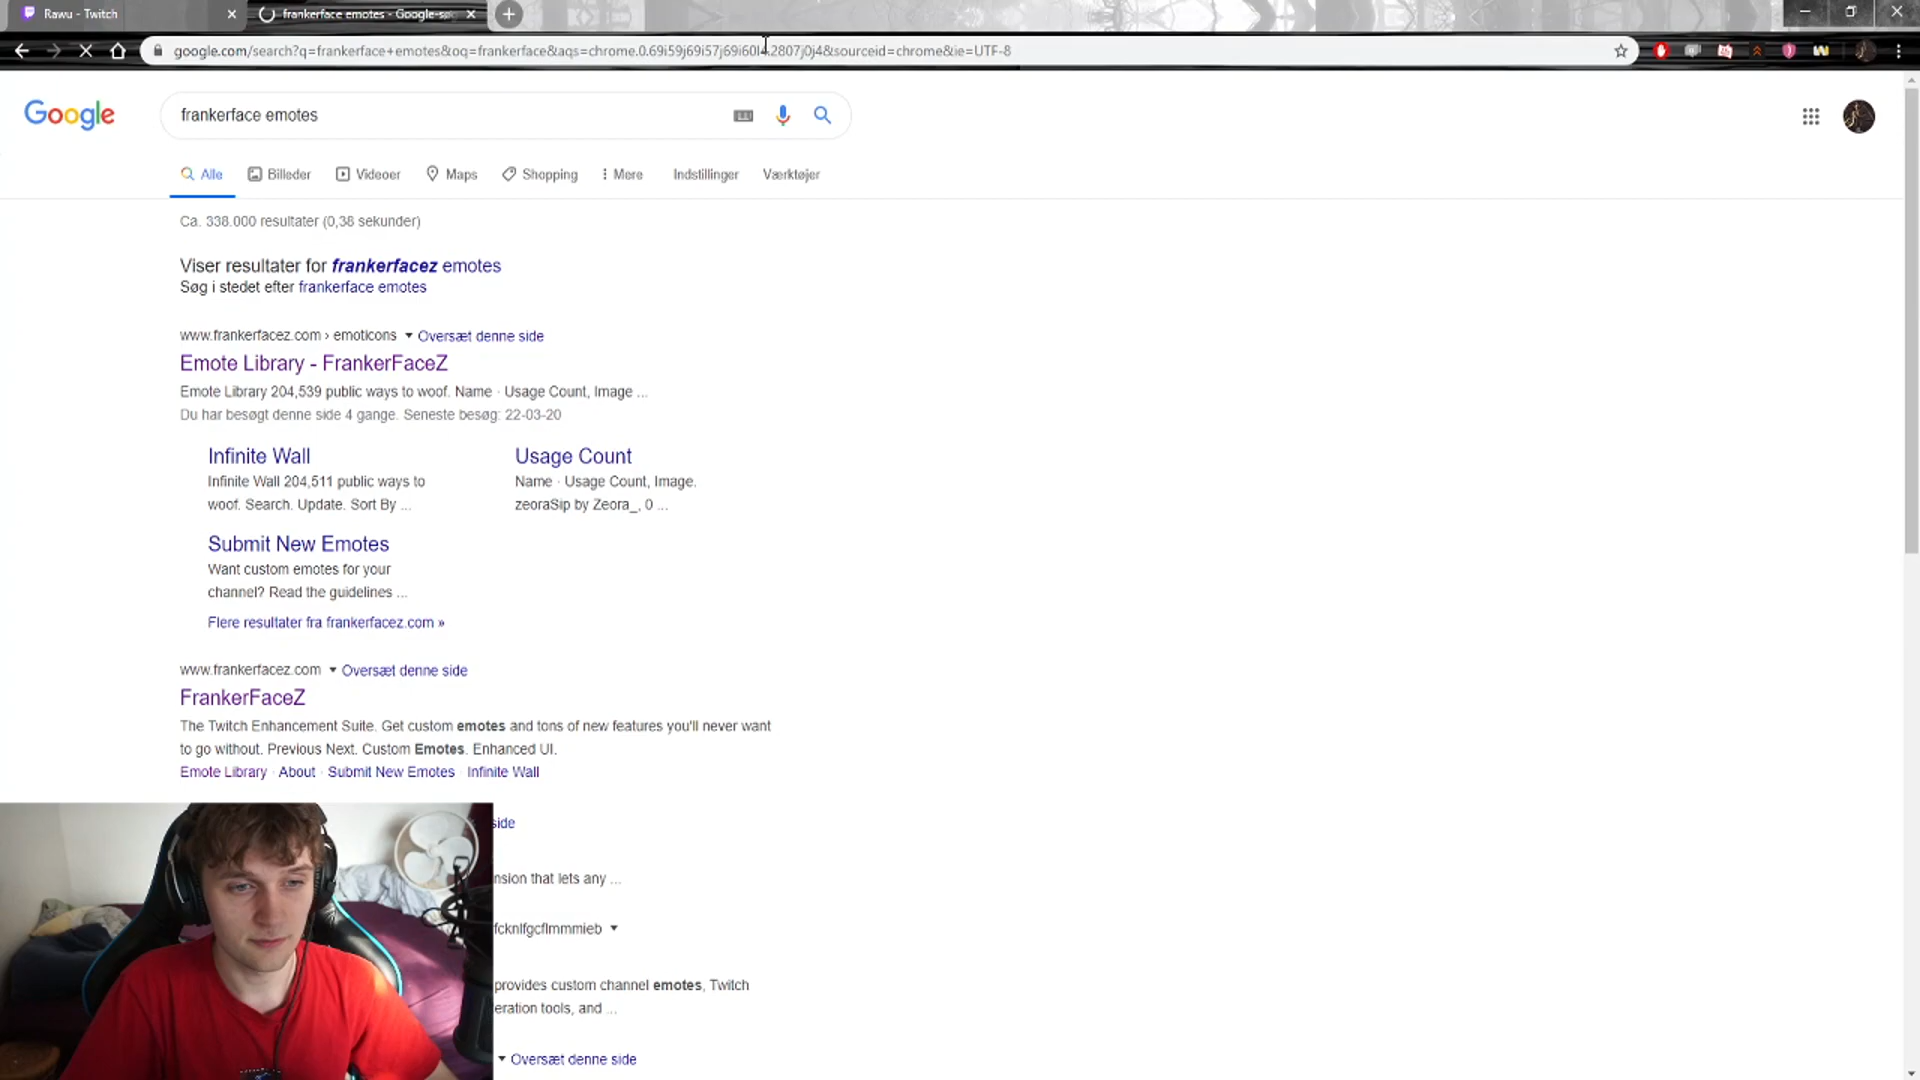 Rawu - Twitch
frankerface emotes - Google-sø
google.com/search?q=frankerface+emotes&oq=frankerface&aqs=chrome.0.69i59j69i57j69i60l4.2807j0j4&sourceid=chrome&ie=UTF-8
Google
frankerface emotes
Alle Billeder Videoer Maps Shopping Mere Indstillinger Værktøjer
Ca. 338.000 resultater (0,38 sekunder)
Viser resultater for frankerfacez emotes
Søg i stedet efter frankerface emotes
www.frankerfacez.com › emoticons Oversæt denne side
Emote Library - FrankerFaceZ
Emote Library 204,539 public ways to woof. Name · Usage Count, Image ...
Du har besøgt denne side 4 gange. Seneste besøg: 22-03-20
Infinite Wall
Infinite Wall 204,511 public ways to
woof. Search. Update. Sort By ...
Usage Count
Name · Usage Count, Image.
zeoraSip by Zeora_, 0 ...
Submit New Emotes
Want custom emotes for your
channel? Read the guidelines ...
Flere resultater fra frankerfacez.com »
www.frankerfacez.com Oversæt denne side
FrankerFaceZ
The Twitch Enhancement Suite. Get custom emotes and tons of new features you'll never want
to go without. Previous Next. Custom Emotes. Enhanced UI.
Emote Library · About · Submit New Emotes · Infinite Wall
side
nsion that lets any ...
fcknlfgcflmmmieb
provides custom channel emotes, Twitch
eration tools, and ...
Oversæt denne side